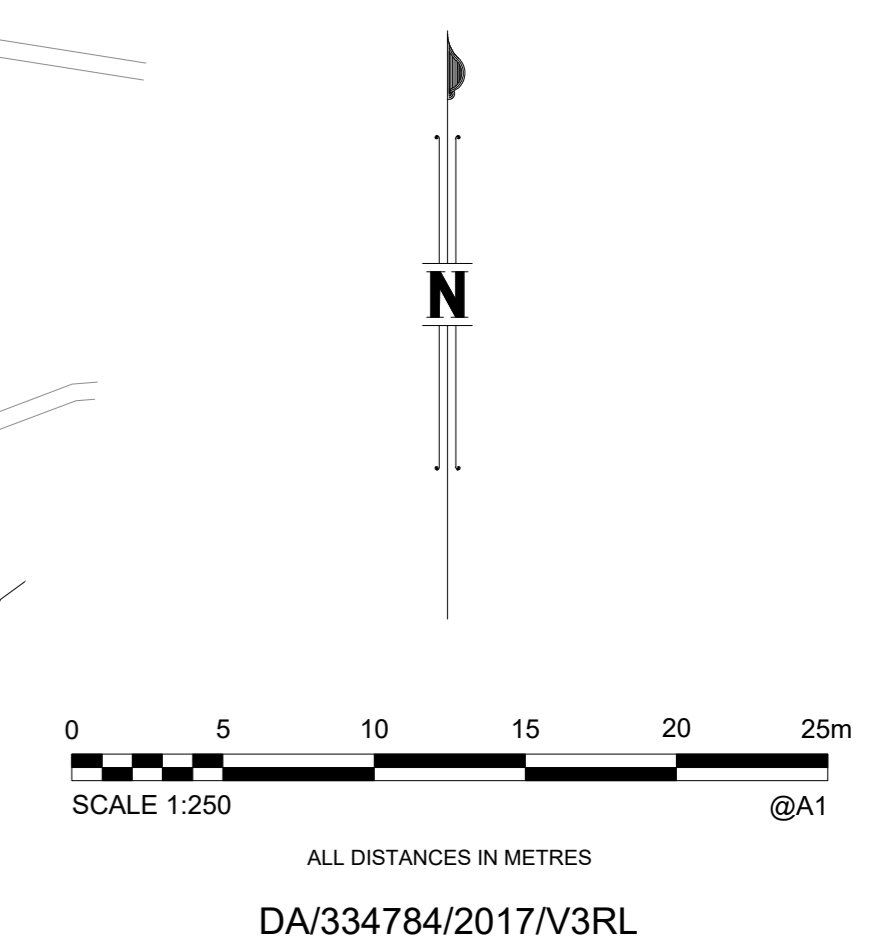 N
0 5 10 15 20 25m
SCALE 1:250 @A1
ALL DISTANCES IN METRES
DA/334784/2017/V3RL